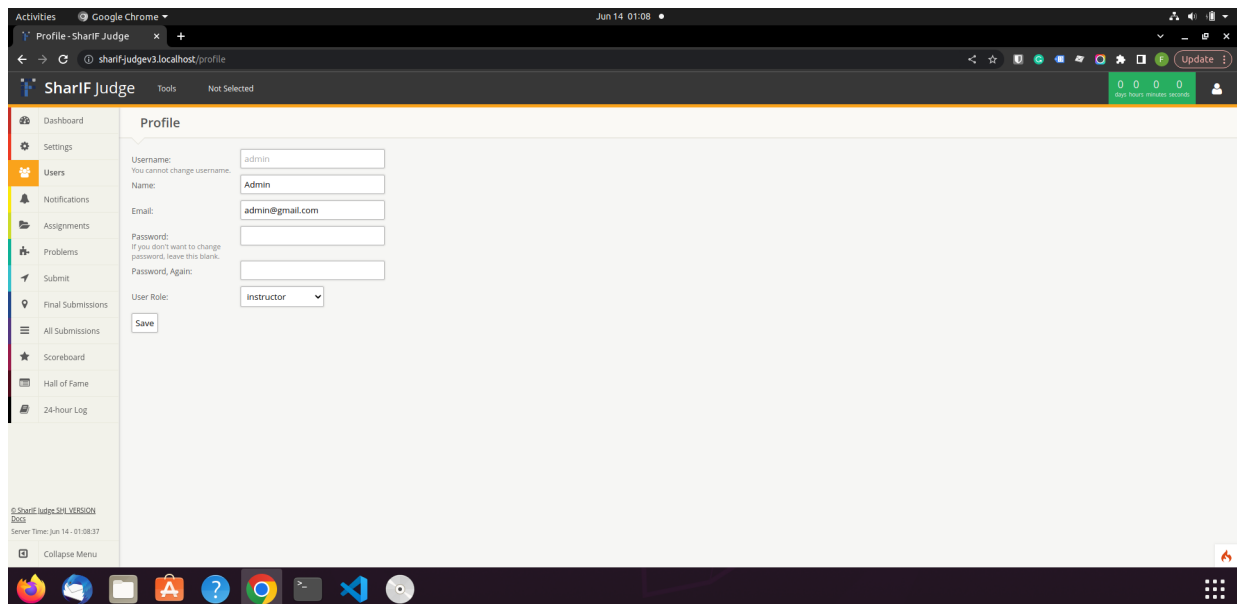 Activities
Google Chrome
Jun 14 01:08
Profile - SharIF Judge
sharif-judgev3.localhost/profile
F
Update
SharIF Judge
Tools
Not Selected
0 0 0 0
days hours minutes seconds
Dashboard
Settings
Users
Notifications
Assignments
Problems
Submit
Final Submissions
All Submissions
Scoreboard
Hall of Fame
24-hour Log
© SharIF Judge SHJ_VERSION
Docs
Server Time: Jun 14 - 01:08:37
Collapse Menu
Profile
Username:
You cannot change username.
admin
Name:
Admin
Email:
admin@gmail.com
Password:
If you don't want to change
password, leave this blank.
Password, Again:
User Role:
instructor
Save